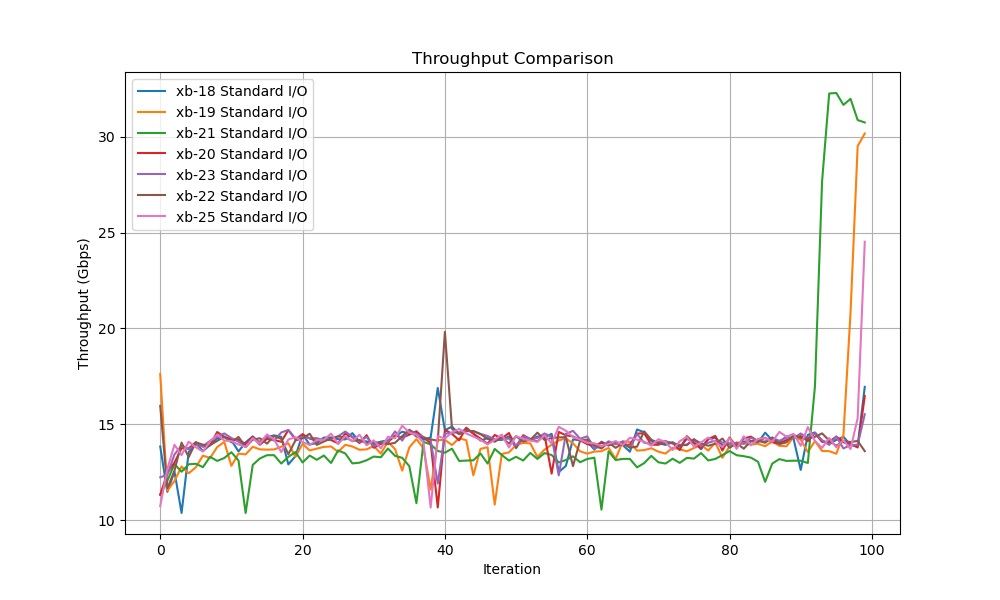 Throughput Comparison
xb-18 Standard I/O
xb-19 Standard I/O
xb-21 Standard I/O
xb-20 Standard I/O
xb-23 Standard I/O
xb-22 Standard I/O
xb-25 Standard I/O
Throughput (Gbps)
30
25
20
15
10
0 20 40 60 80 100
Iteration